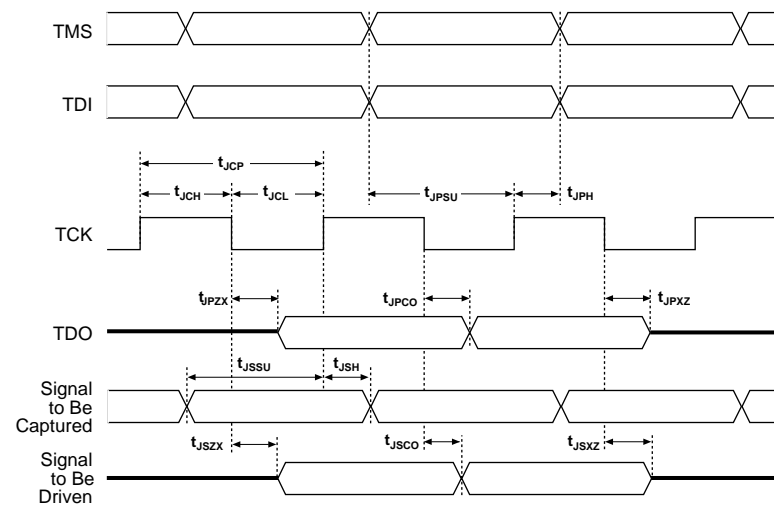 TMS
TDI
tJCP
tJCH
tJCL
tJPSU
tJPH
TCK
tJPZX
tJPCO
tJPXZ
TDO
tJSSU
tJSH
Signal
to Be
Captured
tJSZX
tJSCO
tJSXZ
Signal
to Be
Driven